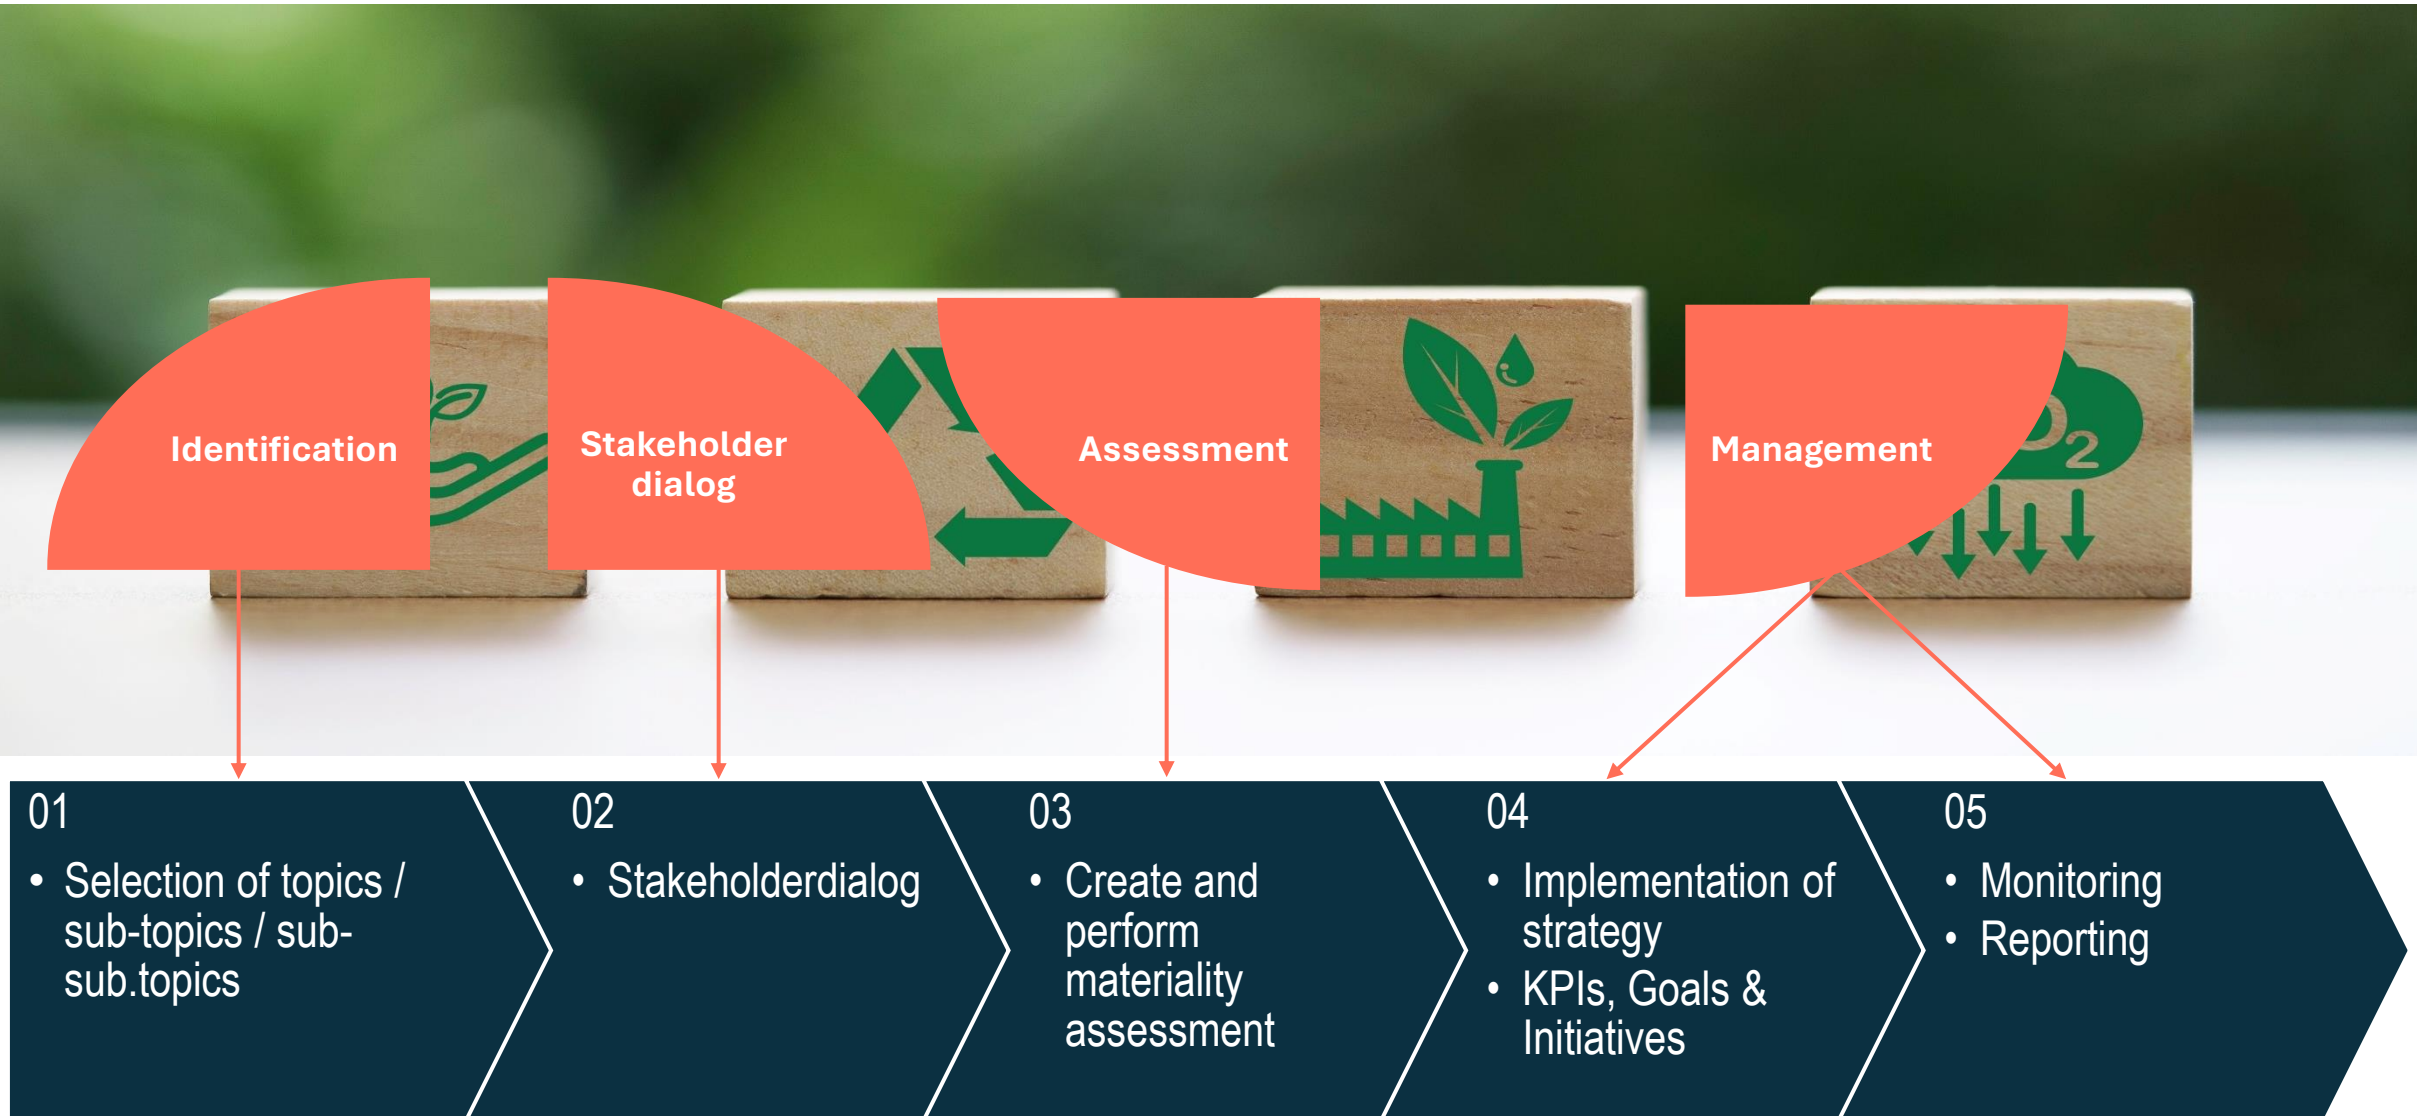 Identification
Stakeholder
dialog
Assessment
Management
2
01
• Selection of topics /
sub-topics / sub-
sub.topics
02
• Stakeholderdialog
03
• Create and
perform
materiality
assessment
04
• Implementation of
strategy
• KPIs, Goals &
Initiatives
05
• Monitoring
• Reporting